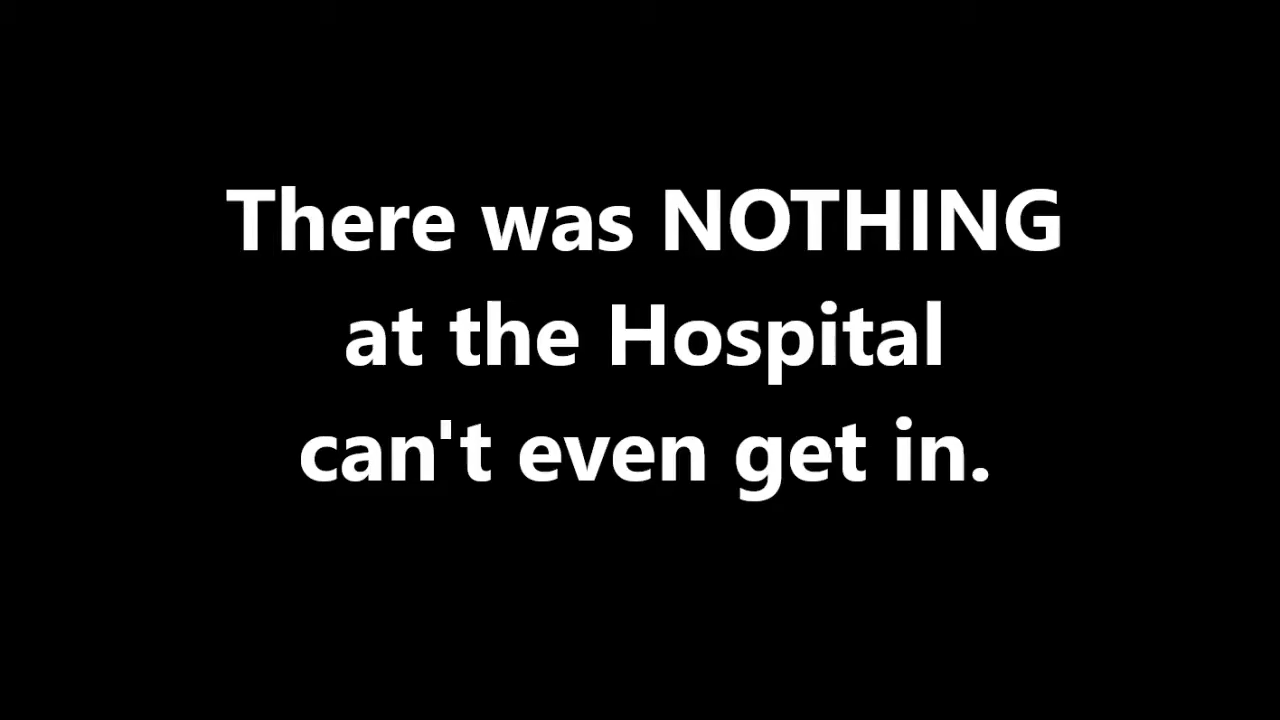 There was NOTHING
at the Hospital
can't even get in.